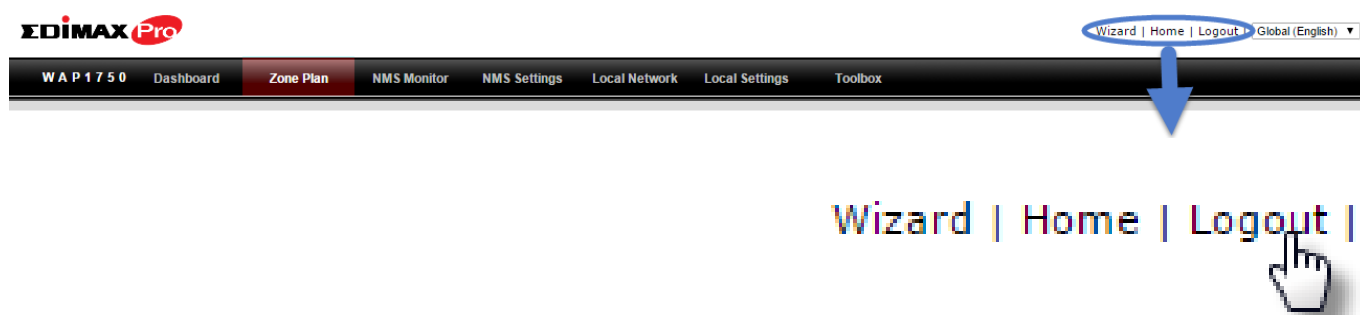 EDIMAX Pro
Wizard | Home | Logout | Global (English)
WAP1750 Dashboard Zone Plan NMS Monitor NMS Settings Local Network Local Settings Toolbox
Wizard | Home | Logout |